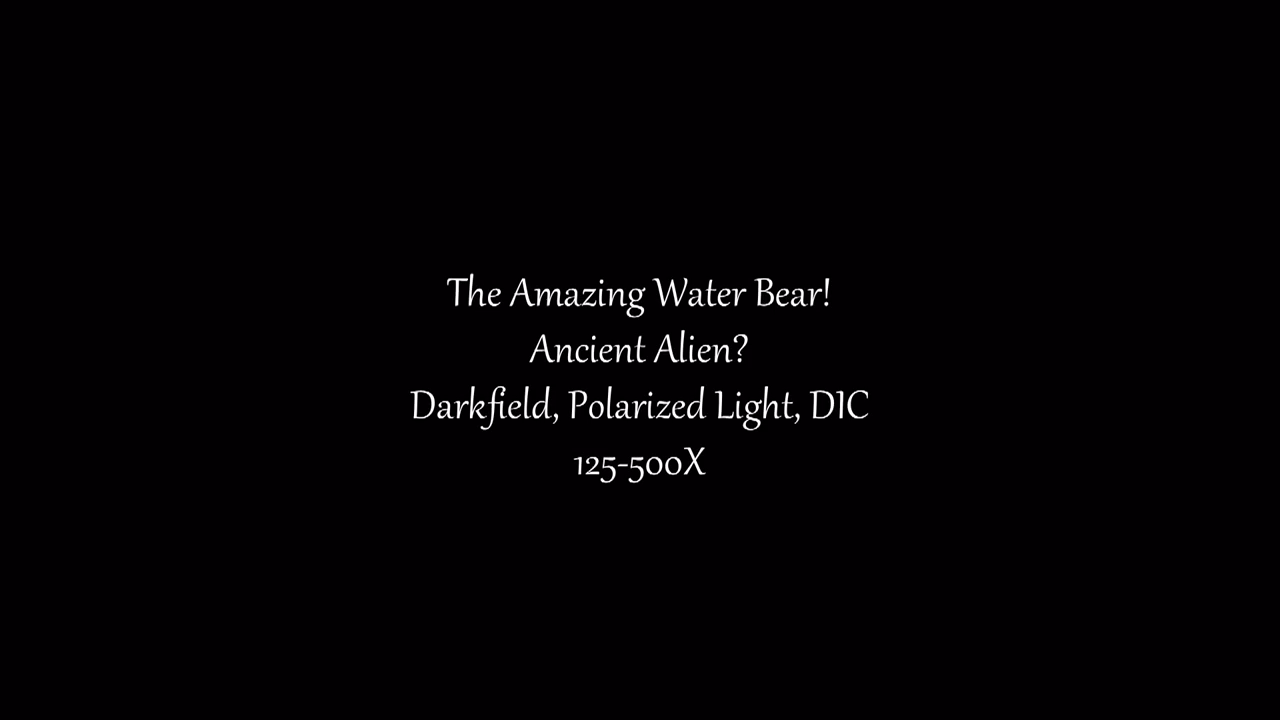 The Amazing Water Bear!
Ancient Alien?
Darkfield, Polarized Light, DIC
125-500X